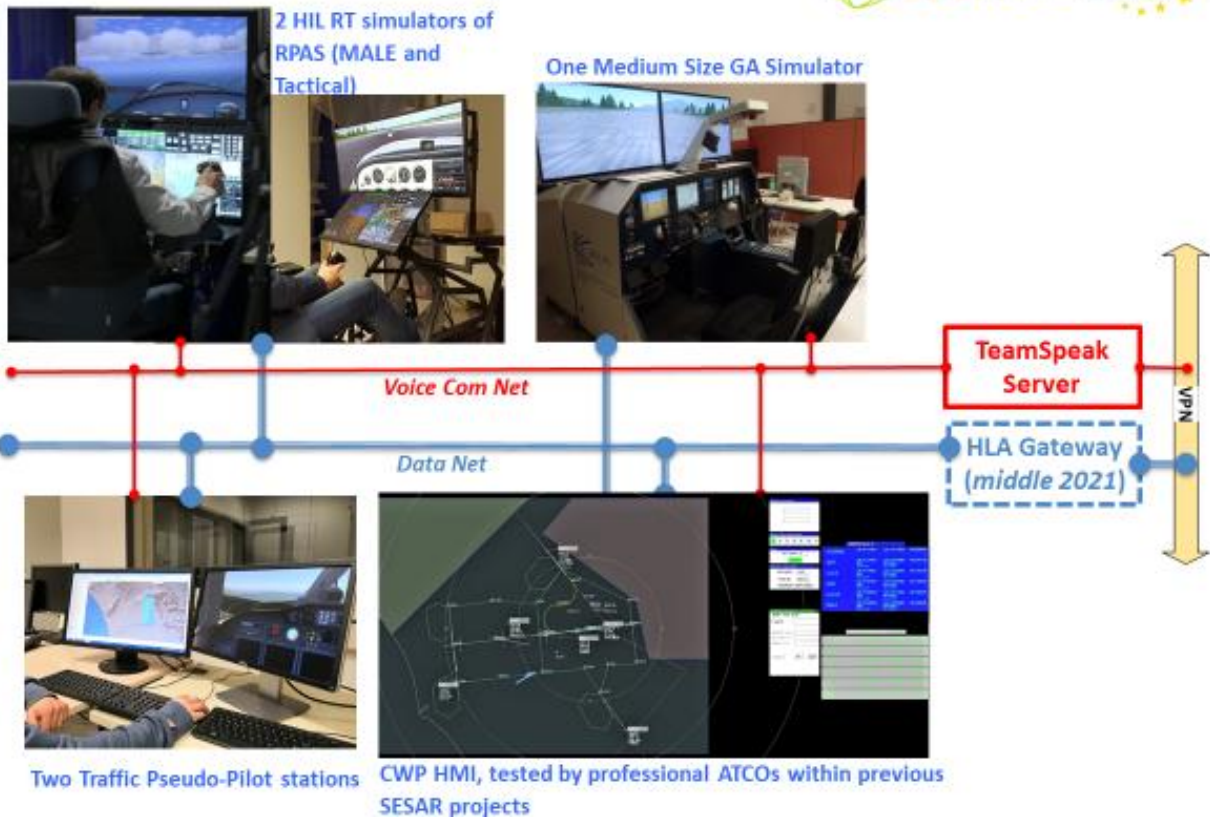 2 HIL RT simulators of
RPAS (MALE and
Tactical)
One Medium Size GA Simulator
TeamSpeak
Server
Voice Com Net
VPN
HLA Gateway
(middle 2021)
Data Net
Two Traffic Pseudo-Pilot stations
CWP HMI, tested by professional ATCOs within previous
SESAR projects